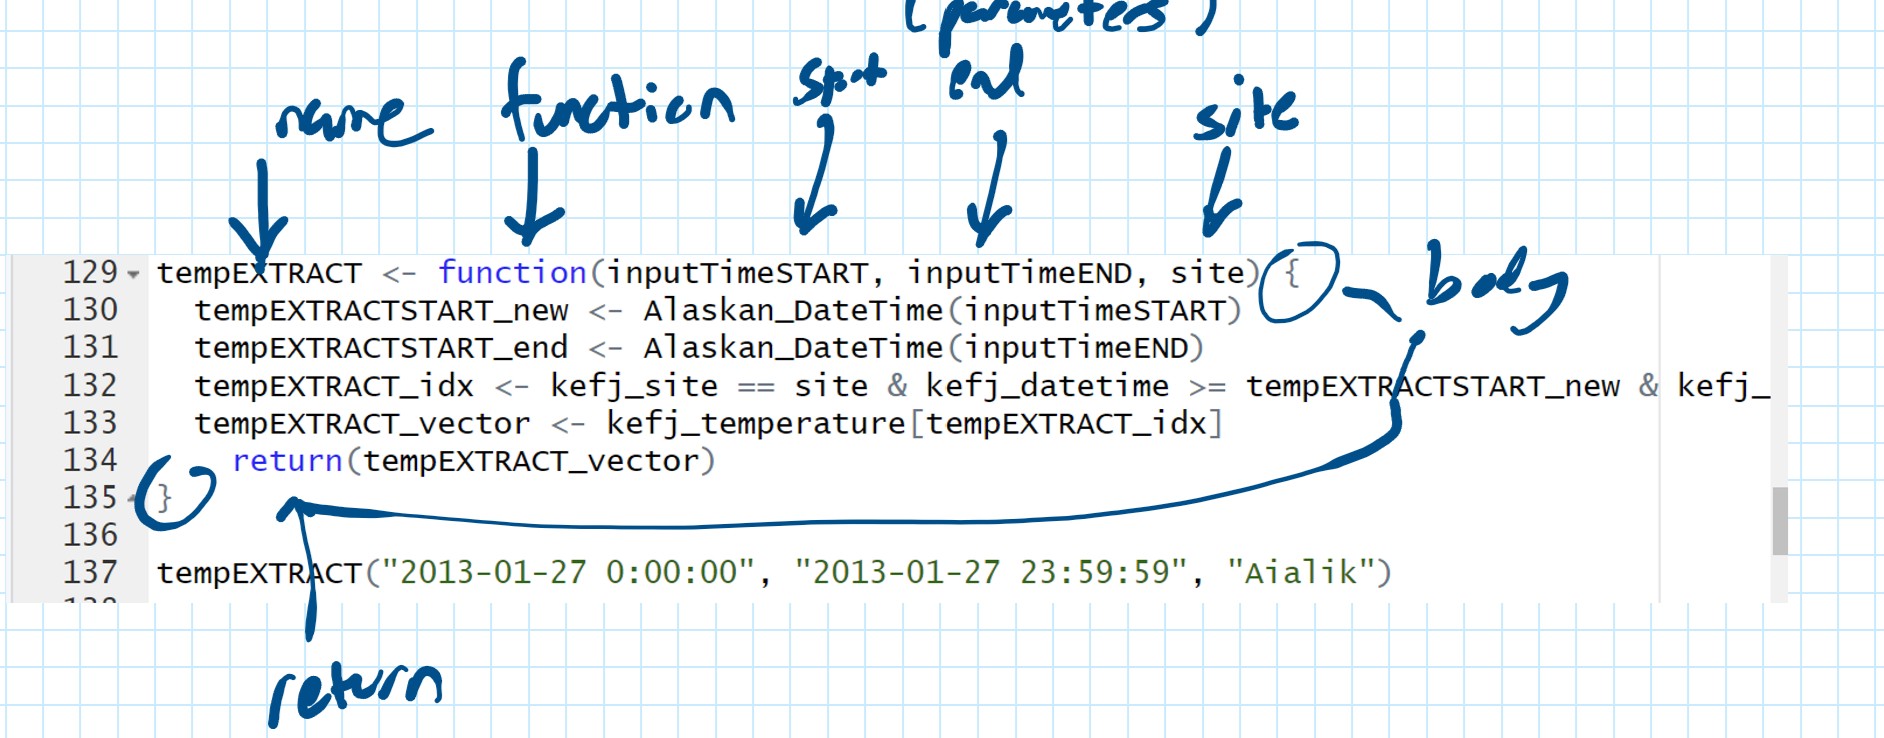 (parameters)
name function start end site
129 tempEXTRACT <- function(inputTimeSTART, inputTimeEND, site) {
body
130 tempEXTRACTSTART_new <- Alaskan_DateTime(inputTimeSTART)
131 tempEXTRACTSTART_end <- Alaskan_DateTime(inputTimeEND)
132 tempEXTRACT_idx <- kefj_site == site & kefj_datetime >= tempEXTRACTSTART_new & kefj_
133 tempEXTRACT_vector <- kefj_temperature[tempEXTRACT_idx]
134 return(tempEXTRACT_vector)
135 }
136
137 tempEXTRACT("2013-01-27 0:00:00", "2013-01-27 23:59:59", "Aialik")
return